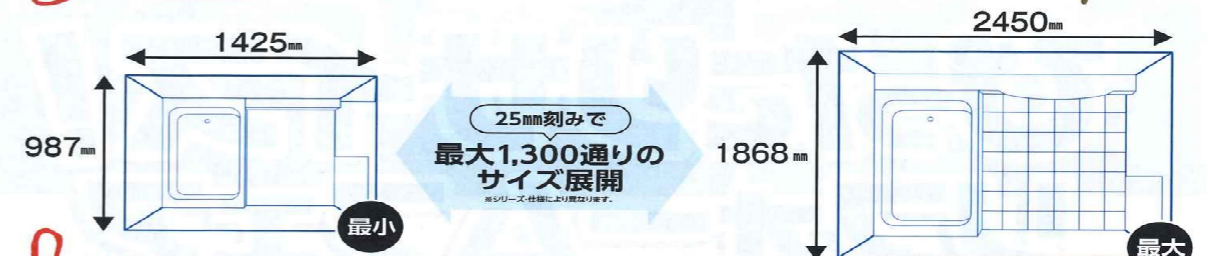 1425㎜
987㎜
最小
25㎜刻みで
最大1,300通りの
サイズ展開
※シリーズ・仕様により異なります。
2450㎜
1868㎜
最大